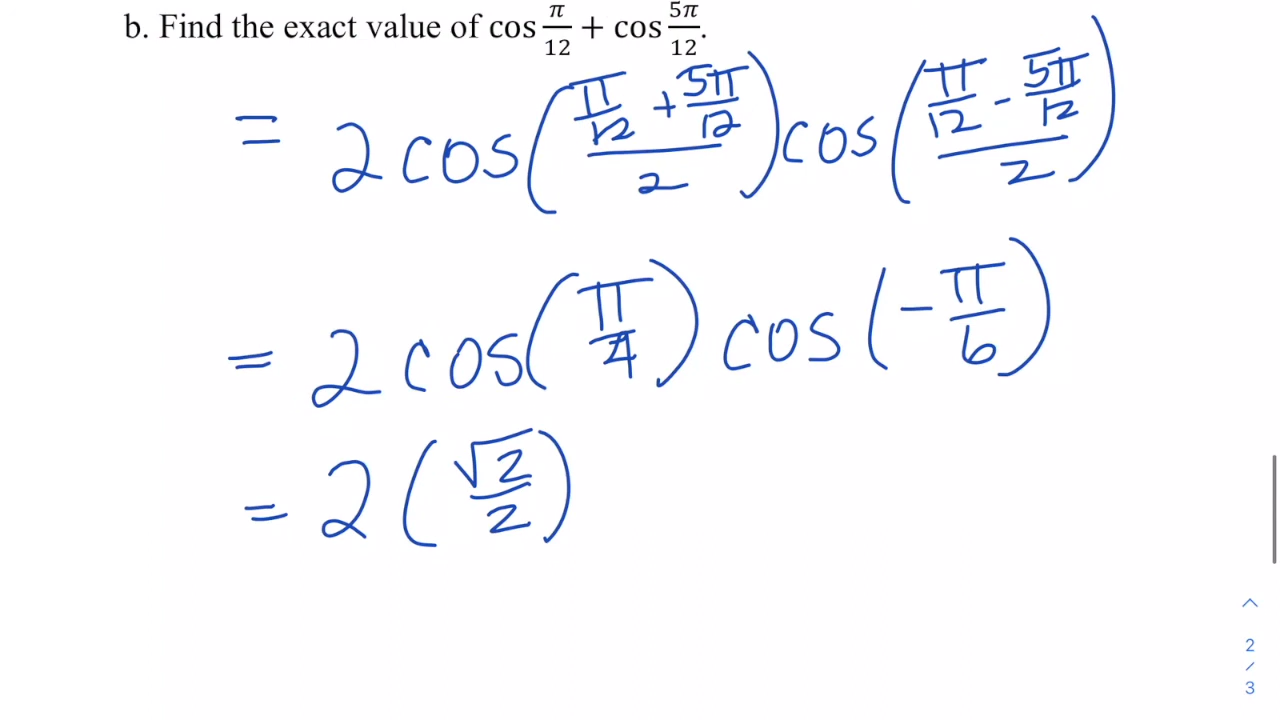 b. Find the exact value of cos π/12 + cos 5π/12.
= 2 cos((π/12 + 5π/12)/2) cos((π/12 - 5π/12)/2)
= 2 cos(π/4) cos(-π/6)
= 2 (√2/2)
^
2
/
3